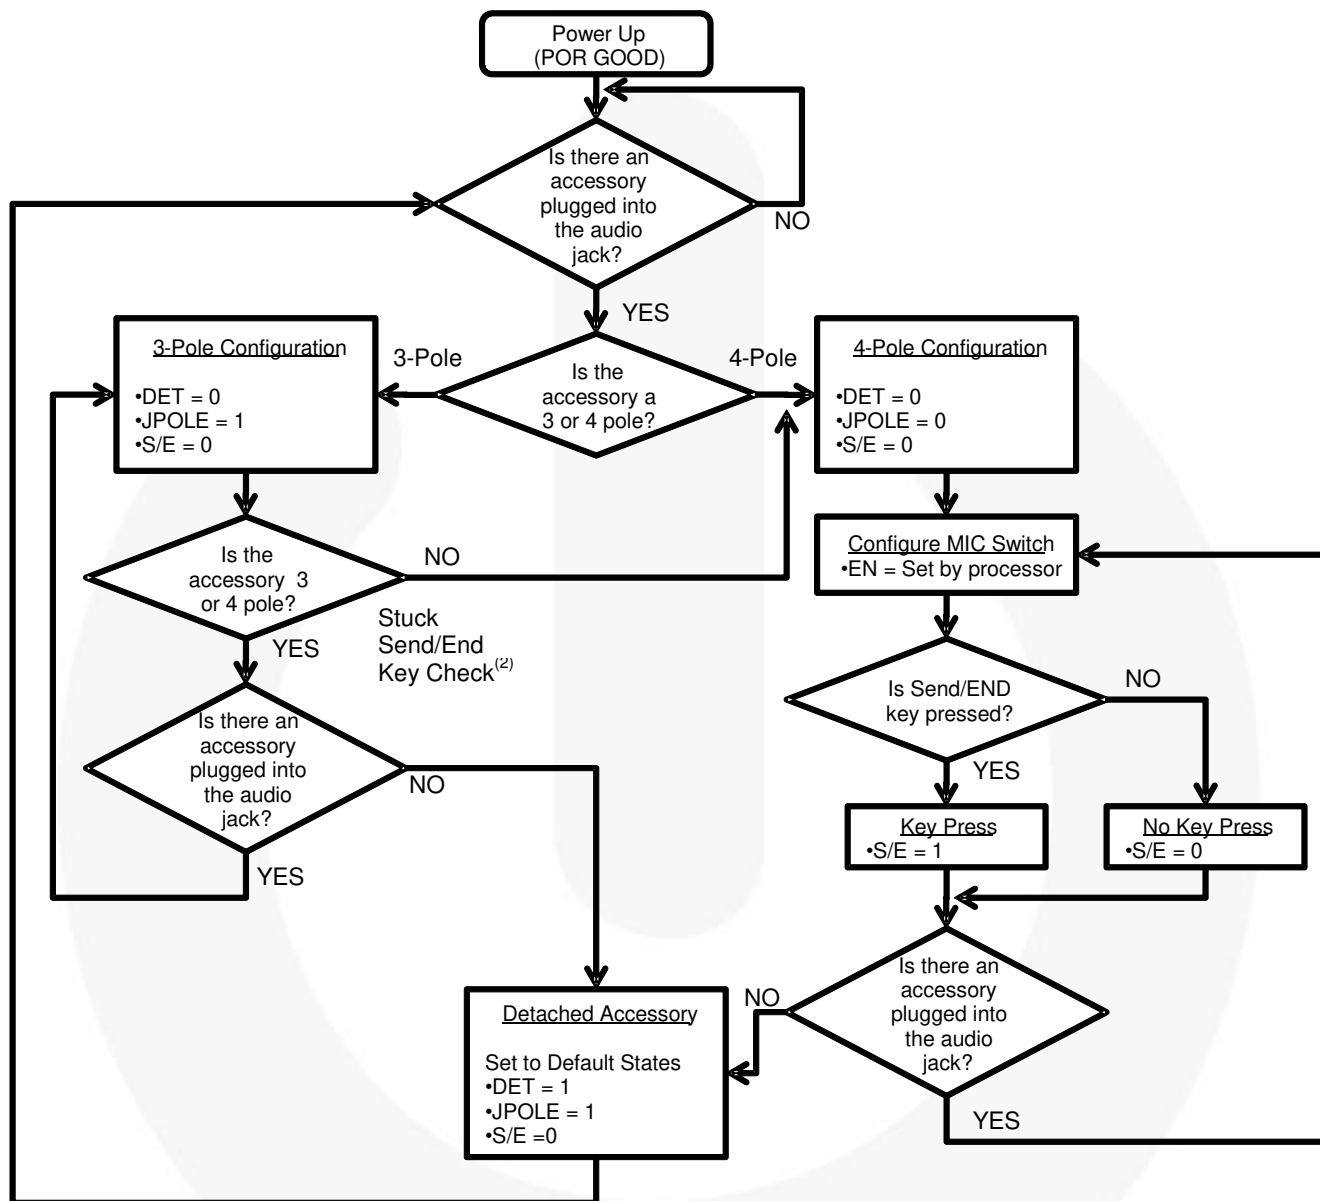 Power Up
(POR GOOD)
Is there an
accessory
plugged into
the audio
jack?
NO
YES
3-Pole Configuration
•DET = 0
•JPOLE = 1
•S/E = 0
3-Pole
Is the
accessory a
3 or 4 pole?
4-Pole
4-Pole Configuration
•DET = 0
•JPOLE = 0
•S/E = 0
Is the
accessory 3
or 4 pole?
NO
YES
Stuck
Send/End
Key Check(2)
Configure MIC Switch
•EN = Set by processor
Is Send/END
key pressed?
NO
YES
Is there an
accessory
plugged into
the audio
jack?
NO
YES
Key Press
•S/E = 1
No Key Press
•S/E = 0
Is there an
accessory
plugged into
the audio
jack?
NO
YES
Detached Accessory
Set to Default States
•DET = 1
•JPOLE = 1
•S/E =0